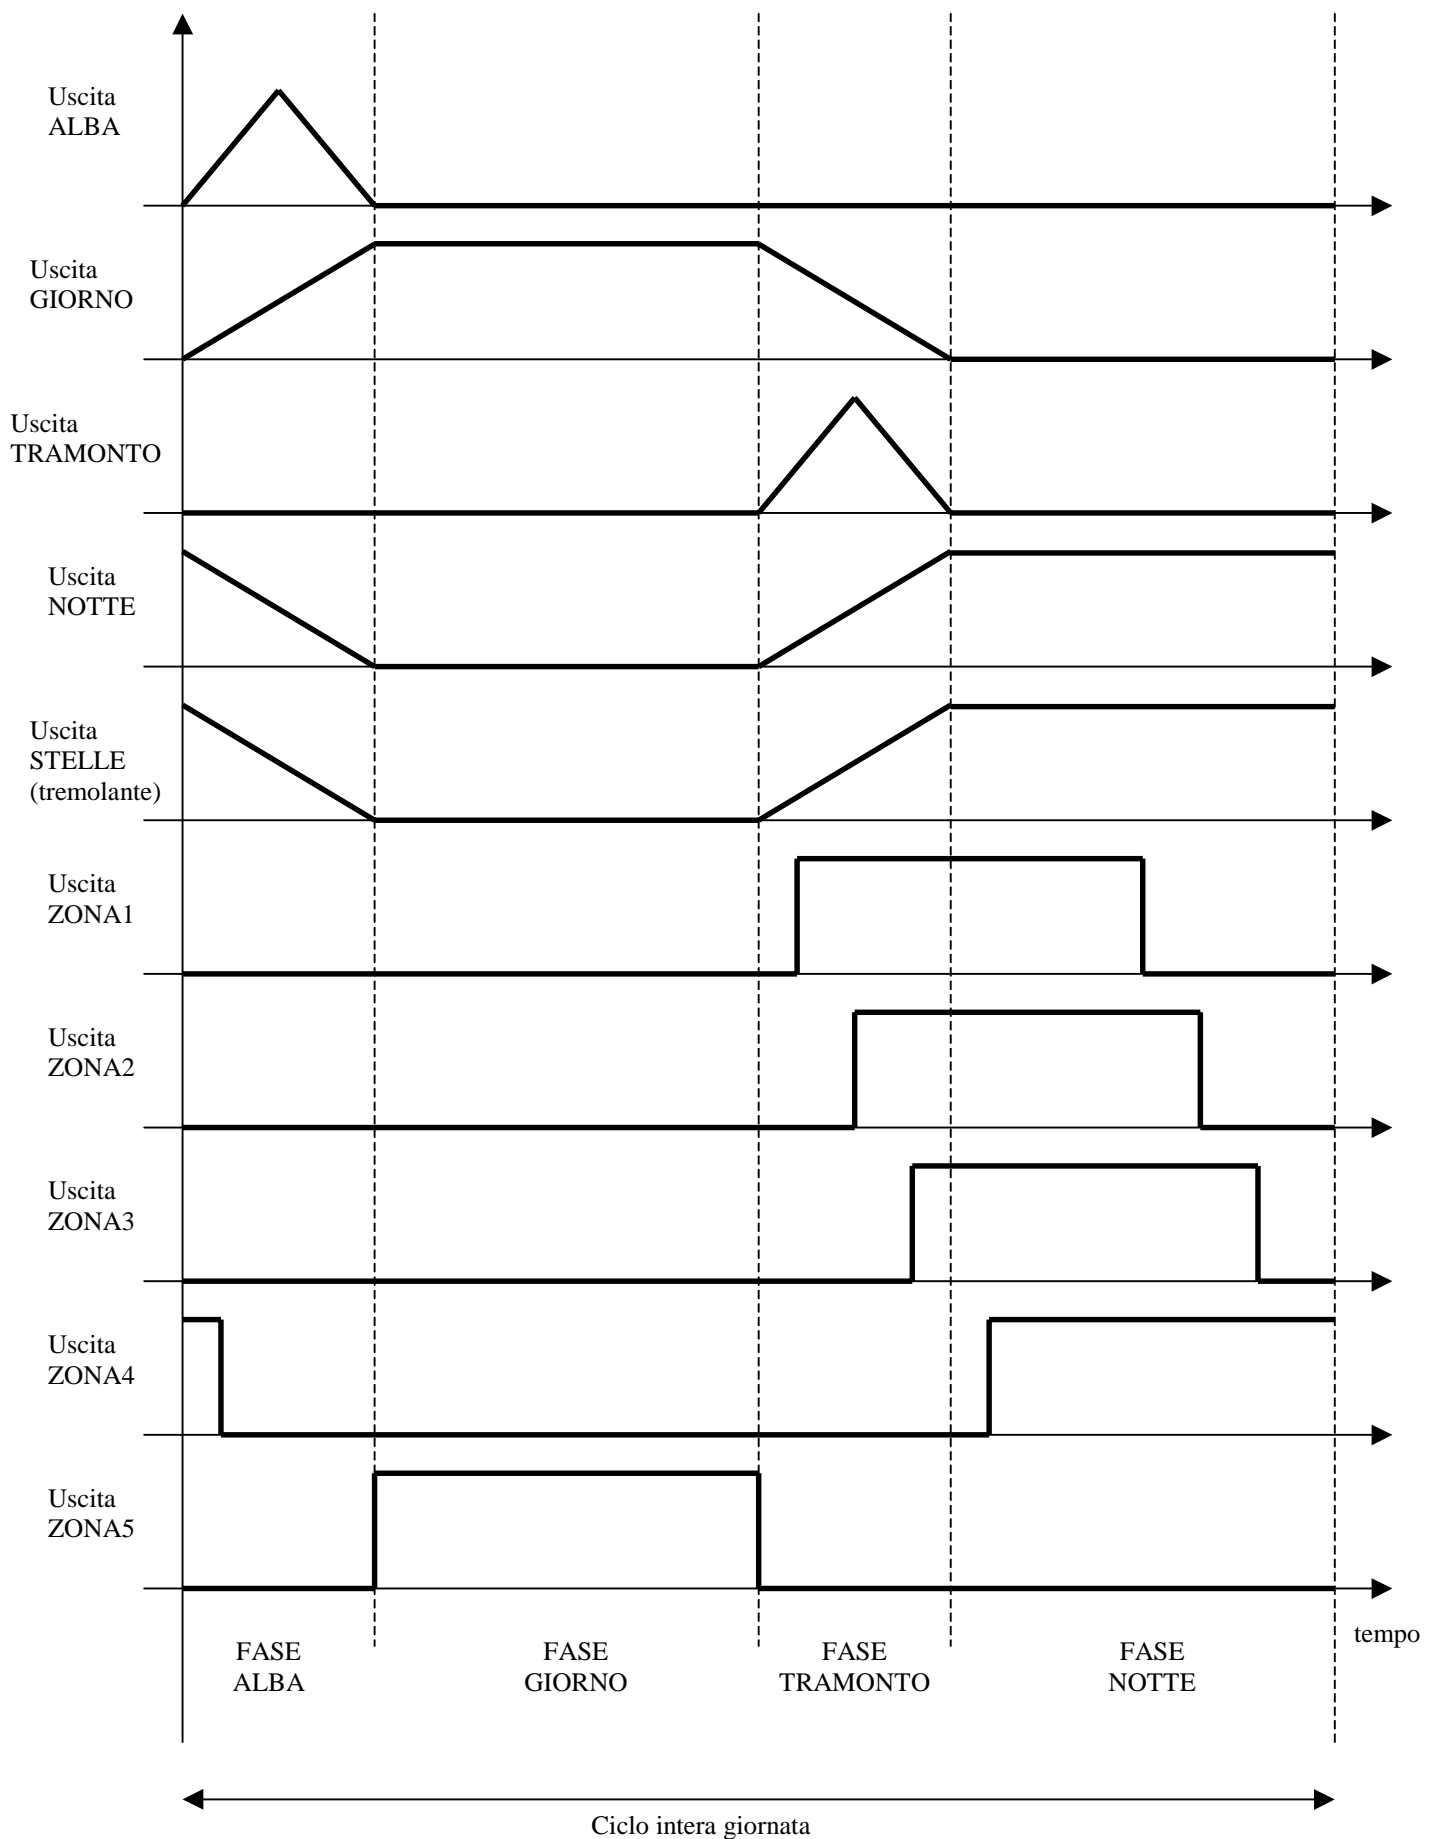 Uscita
ALBA
Uscita
GIORNO
Uscita
TRAMONTO
Uscita
NOTTE
Uscita
STELLE
(tremolante)
Uscita
ZONA1
Uscita
ZONA2
Uscita
ZONA3
Uscita
ZONA4
Uscita
ZONA5
tempo
FASE
ALBA
FASE
GIORNO
FASE
TRAMONTO
FASE
NOTTE
Ciclo intera giornata